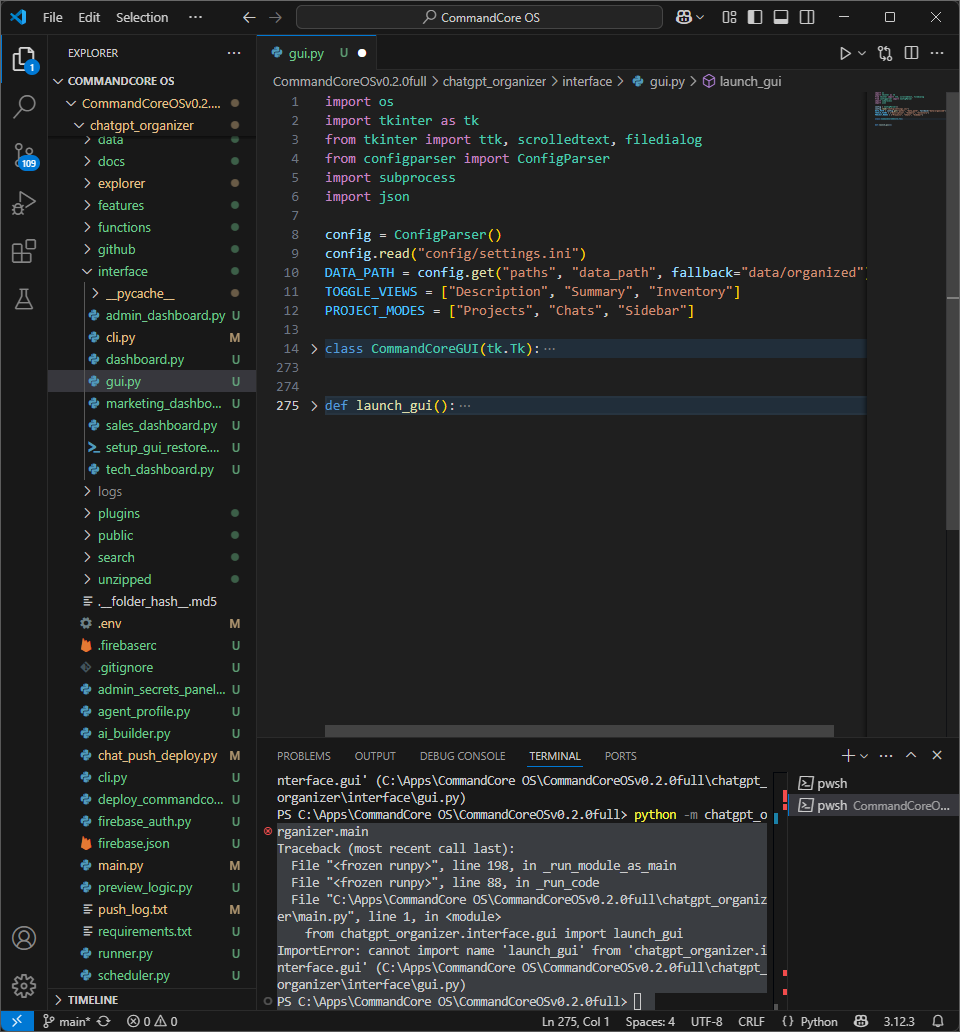 File Edit Selection ··· CommandCore OS
EXPLORER ···
COMMANDCORE OS
CommandCoreOSv0.2....
chatgpt_organizer
data
docs
explorer
features
functions
github
interface
__pycache__
admin_dashboard.py U
cli.py M
dashboard.py U
gui.py U
marketing_dashbo... U
sales_dashboard.py U
setup_gui_restore.... U
tech_dashboard.py U
logs
plugins
public
search
unzipped
.__folder_hash__.md5
.env M
.firebaserc U
.gitignore U
admin_secrets_panel... U
agent_profile.py U
ai_builder.py U
chat_push_deploy.py M
cli.py U
deploy_commandco... U
firebase_auth.py U
firebase.json U
main.py M
preview_logic.py U
push_log.txt M
requirements.txt U
runner.py U
scheduler.py U
TIMELINE
1
109
gui.py U
CommandCoreOSv0.2.0full > chatgpt_organizer > interface > gui.py > launch_gui
1 import os
2 import tkinter as tk
3 from tkinter import ttk, scrolledtext, filedialog
4 from configparser import ConfigParser
5 import subprocess
6 import json
7
8 config = ConfigParser()
9 config.read("config/settings.ini")
10 DATA_PATH = config.get("paths", "data_path", fallback="data/organized")
11 TOGGLE_VIEWS = ["Description", "Summary", "Inventory"]
12 PROJECT_MODES = ["Projects", "Chats", "Sidebar"]
13
14 > class CommandCoreGUI(tk.Tk): ···
273
274
275 > def launch_gui(): ···
PROBLEMS OUTPUT DEBUG CONSOLE TERMINAL PORTS
nterface.gui' (C:\Apps\CommandCore OS\CommandCoreOSv0.2.0full\chatgpt_
organizer\interface\gui.py)
PS C:\Apps\CommandCore OS\CommandCoreOSv0.2.0full> python -m chatgpt_o
rganizer.main
Traceback (most recent call last):
File "<frozen runpy>", line 198, in _run_module_as_main
File "<frozen runpy>", line 88, in _run_code
File "C:\Apps\CommandCore OS\CommandCoreOSv0.2.0full\chatgpt_organiz
er\main.py", line 1, in <module>
from chatgpt_organizer.interface.gui import launch_gui
ImportError: cannot import name 'launch_gui' from 'chatgpt_organizer.i
nterface.gui' (C:\Apps\CommandCore OS\CommandCoreOSv0.2.0full\chatgpt_
organizer\interface\gui.py)
PS C:\Apps\CommandCore OS\CommandCoreOSv0.2.0full>
pwsh
pwsh CommandCoreO...
main* 0 0 Ln 275, Col 1 Spaces: 4 UTF-8 CRLF {} Python 3.12.3